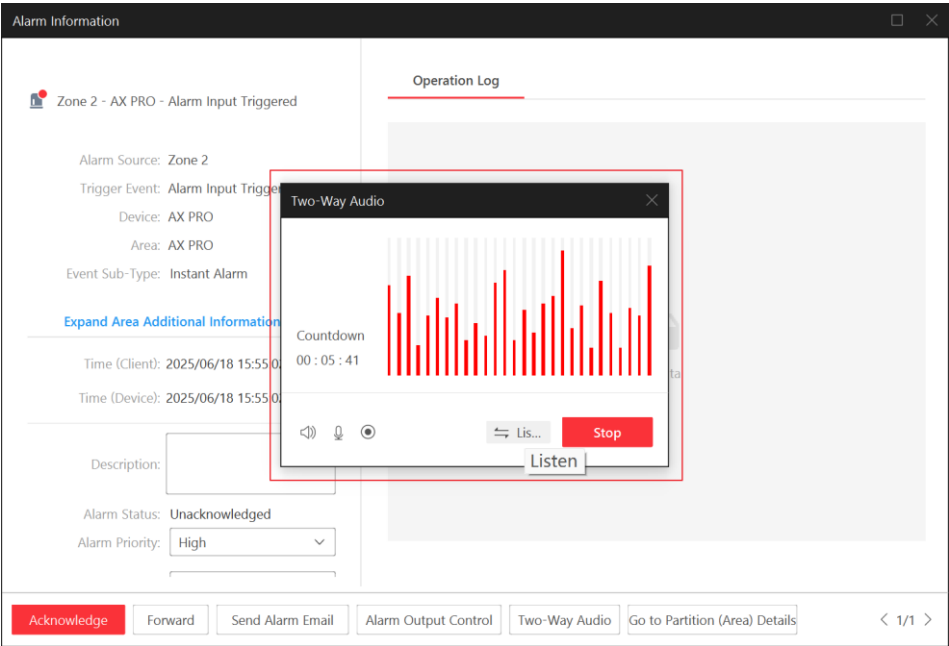 Alarm Information
Zone 2 - AX PRO - Alarm Input Triggered
Alarm Source: Zone 2
Trigger Event: Alarm Input Trigge
Device: AX PRO
Area: AX PRO
Event Sub-Type: Instant Alarm
Expand Area Additional Information
Time (Client): 2025/06/18 15:55:0
Time (Device): 2025/06/18 15:55:0
Description:
Alarm Status: Unacknowledged
Alarm Priority: High
Operation Log
Two-Way Audio
Countdown
00 : 05 : 41
Lis...
Stop
Listen
ta
Acknowledge
Forward
Send Alarm Email
Alarm Output Control
Two-Way Audio
Go to Partition (Area) Details
1/1